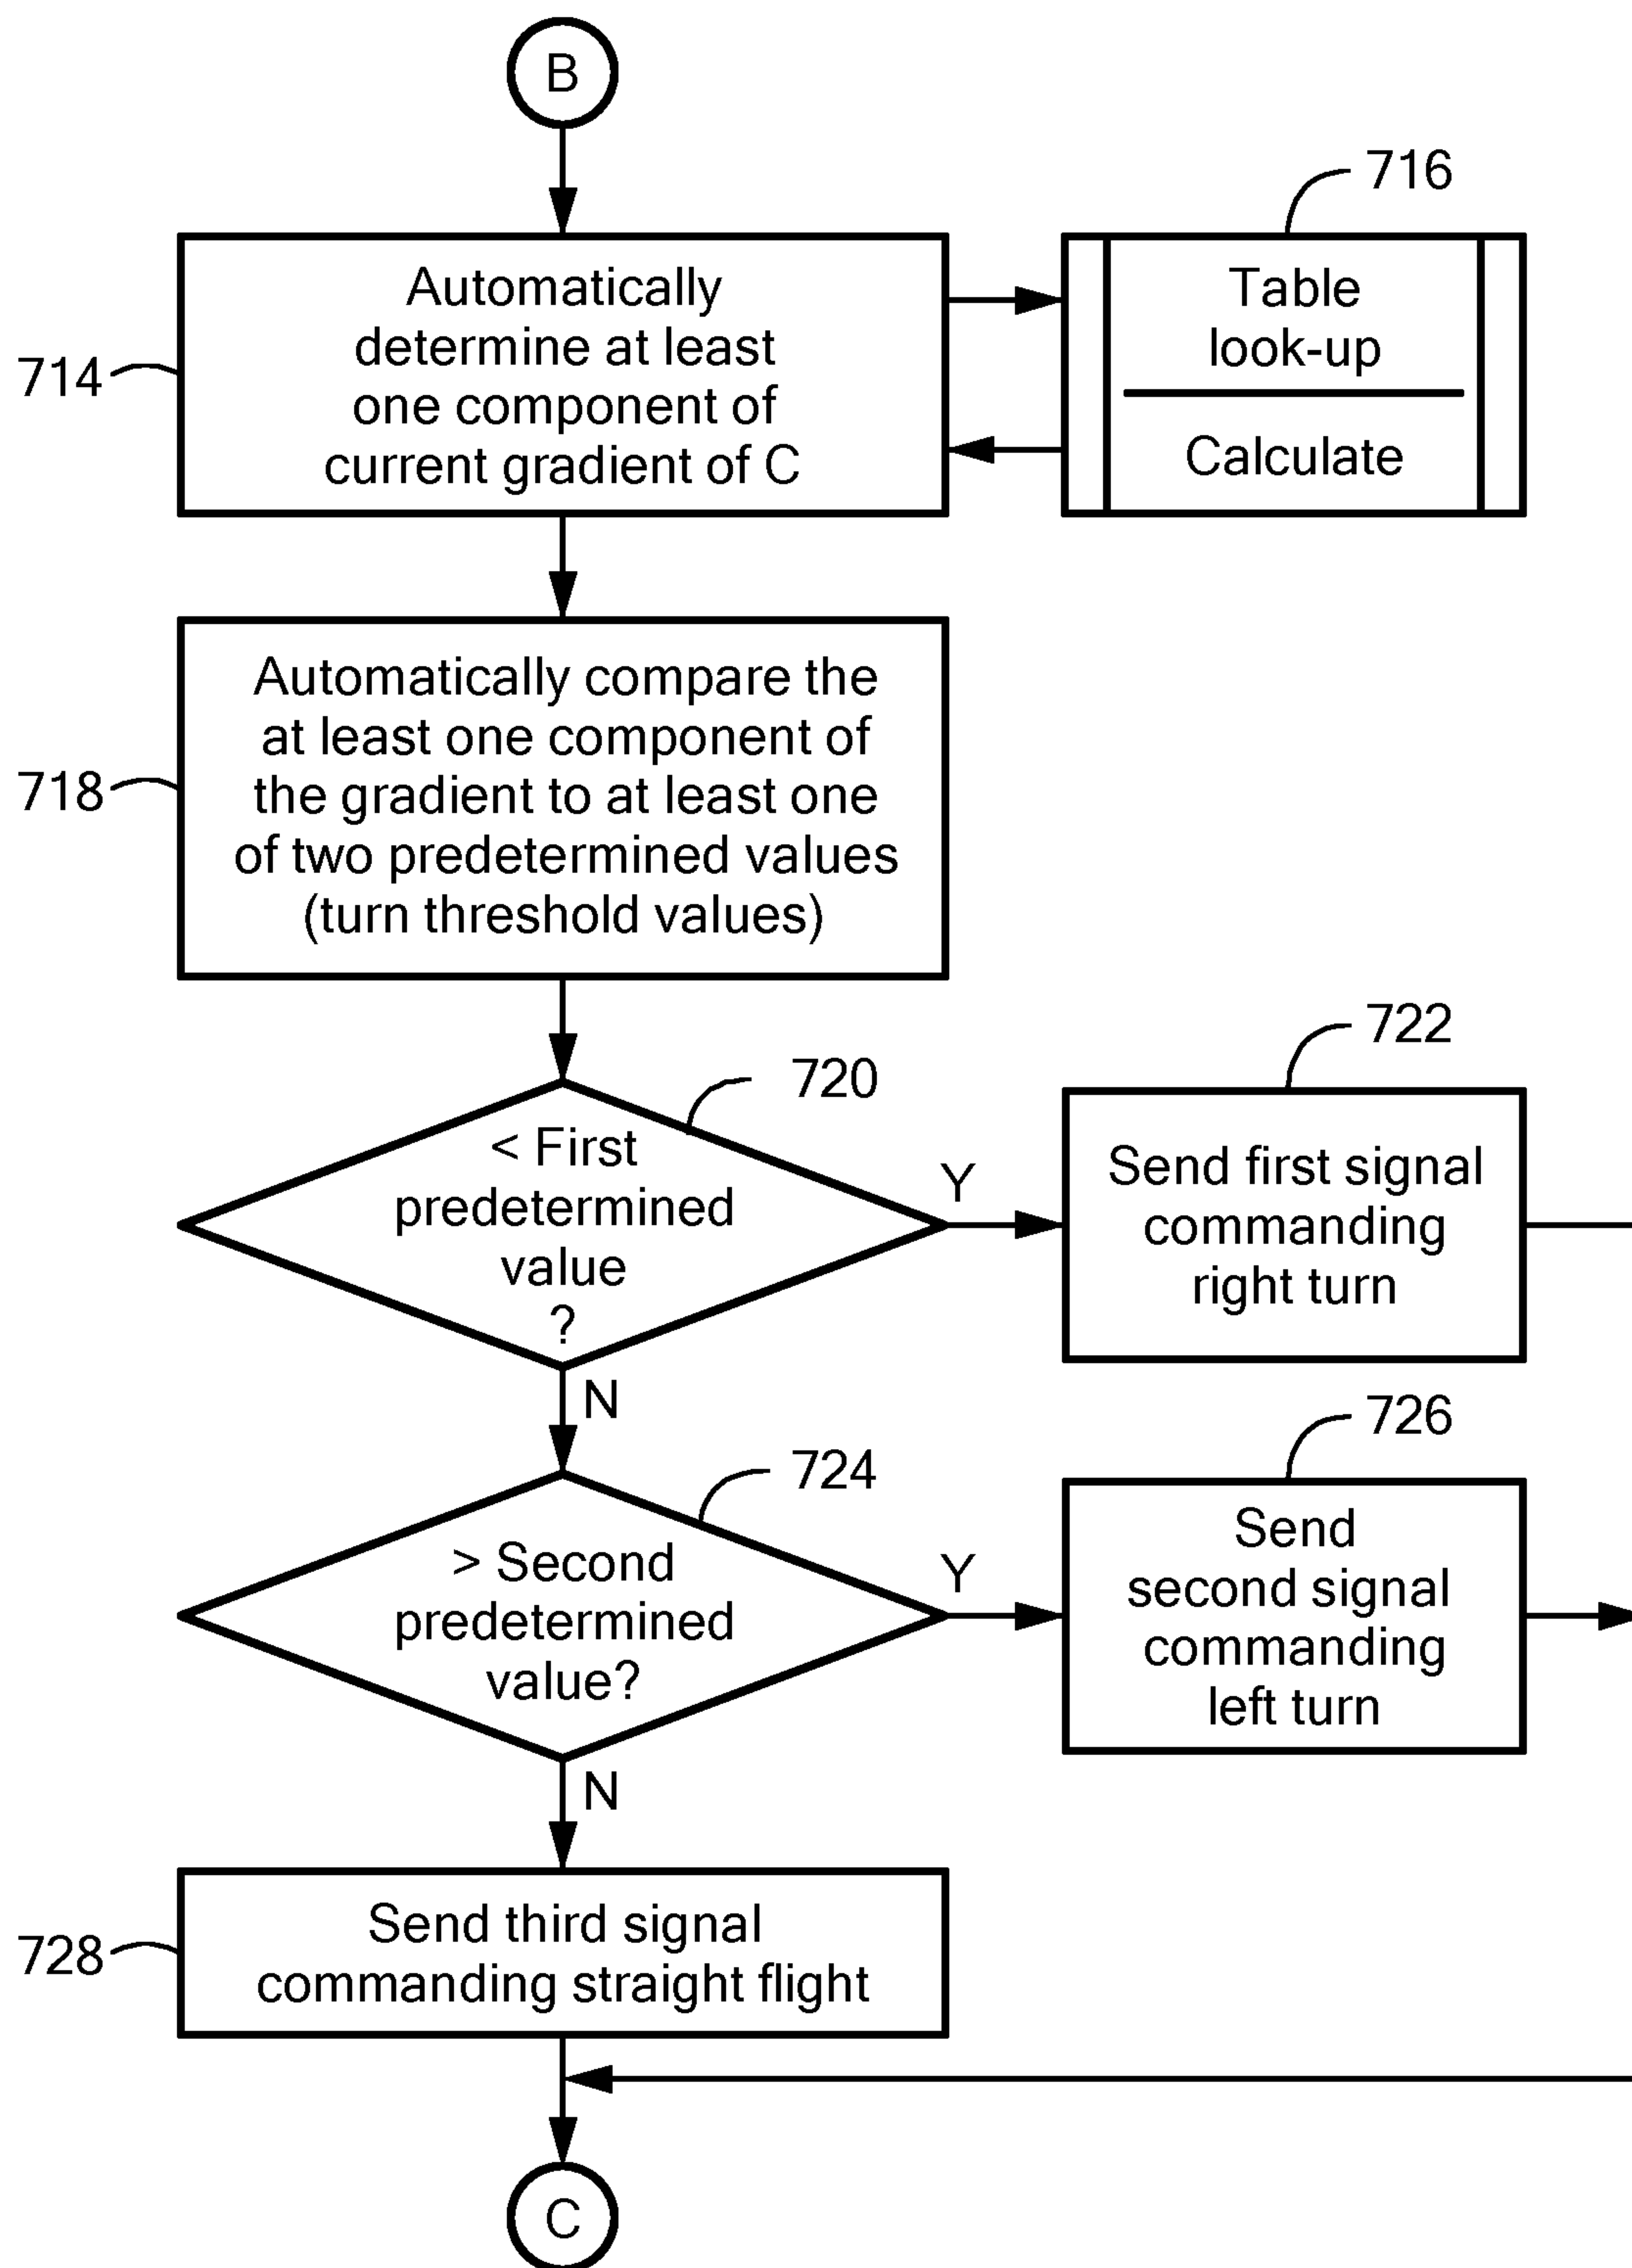 B
716
Automatically
determine at least
one component of
current gradient of C
Table
look-up
Calculate
714
Automatically compare the
at least one component of
the gradient to at least one
of two predetermined values
(turn threshold values)
718
720
< First
predetermined
value
?
Y
722
Send first signal
commanding
right turn
N
724
> Second
predetermined
value?
Y
726
Send
second signal
commanding
left turn
N
728
Send third signal
commanding straight flight
C